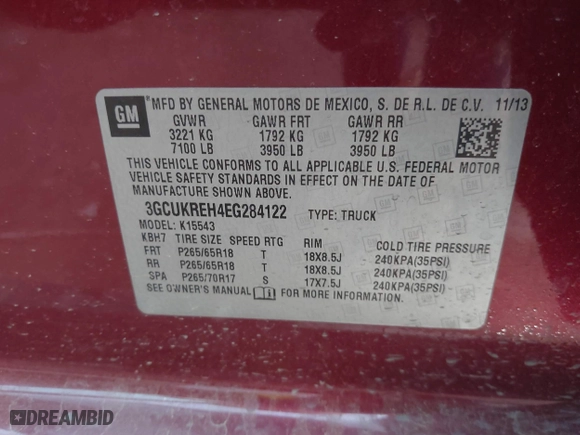 GM
MFD BY GENERAL MOTORS DE MEXICO, S. DE R.L. DE C.V. 11/13
GVWR GAWR FRT GAWR RR
3221 KG 1792 KG 1792 KG
7100 LB 3950 LB 3950 LB
THIS VEHICLE CONFORMS TO ALL APPLICABLE U.S. FEDERAL MOTOR
VEHICLE SAFETY STANDARDS IN EFFECT ON THE DATE OF
MANUFACTURE SHOWN ABOVE.
3GCUKREH4EG284122 TYPE: TRUCK
MODEL: K15543
KBH7 TIRE SIZE SPEED RTG RIM COLD TIRE PRESSURE
FRT P265/65R18 T 18X8.5J 240KPA(35PSI)
RR P265/65R18 T 18X8.5J 240KPA(35PSI)
SPA P265/70R17 S 17X7.5J 240KPA(35PSI)
SEE OWNER'S MANUAL FOR MORE INFORMATION.
DREAMBID